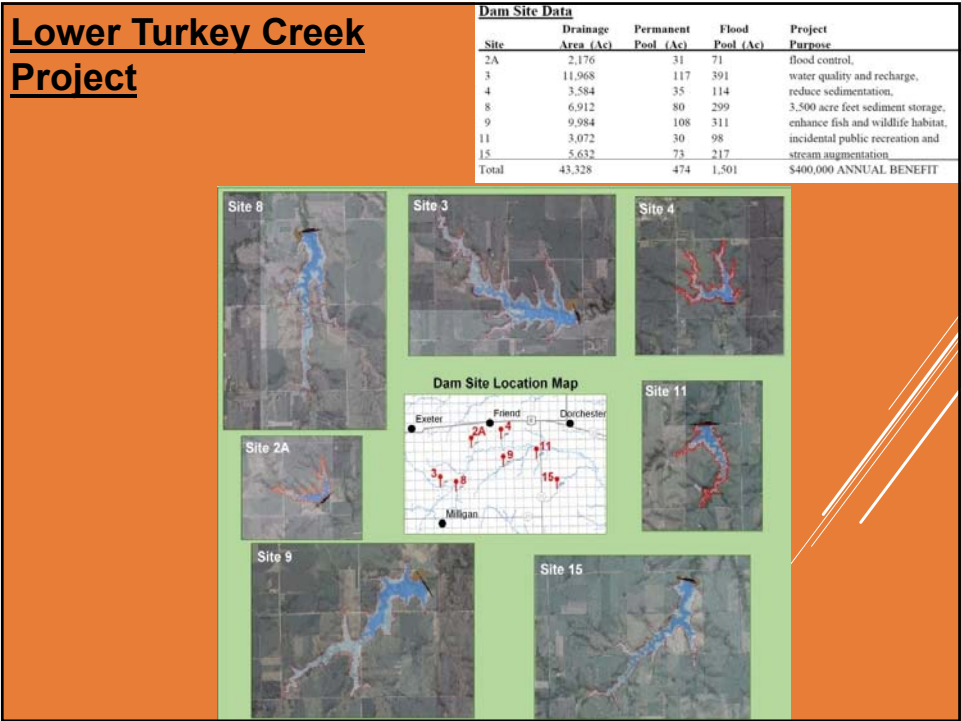 Lower Turkey Creek
Project
Dam Site Data
Drainage Permanent Flood Project
Site Area (Ac) Pool (Ac) Pool (Ac) Purpose
2A 2,176 31 71 flood control,
3 11,968 117 391 water quality and recharge,
4 3,584 35 114 reduce sedimentation,
8 6,912 80 299 3,500 acre feet sediment storage,
9 9,984 108 311 enhance fish and wildlife habitat,
11 3,072 30 98 incidental public recreation and
15 5,632 73 217 stream augmentation
Total 43,328 474 1,501 $400,000 ANNUAL BENEFIT
Site 8
Site 3
Site 4
Dam Site Location Map
Exeter
Friend
Dorchester
2A
4
9
11
3
8
15
Milligan
Site 11
Site 2A
Site 9
Site 15